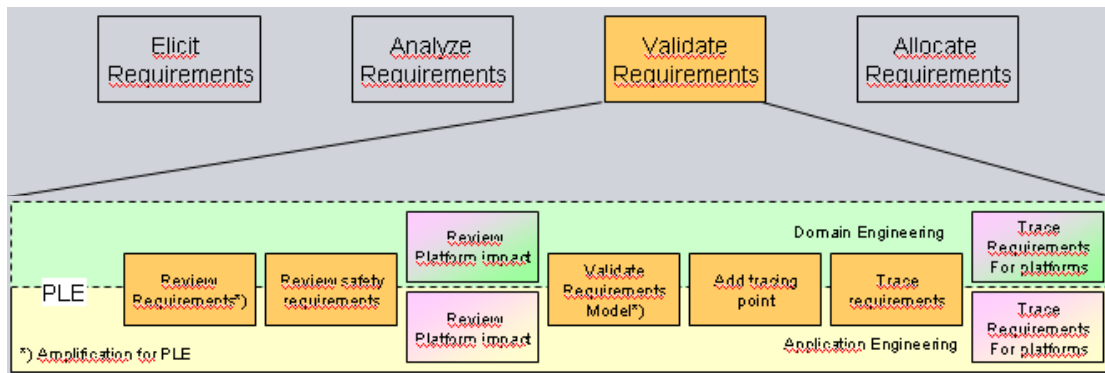 Elicit
Requirements
Analyze
Requirements
Validate
Requirements
Allocate
Requirements
Review
Platform impact
Domain Engineering
Trace
Requirements
For platforms
PLE
Review
Requirements*)
Review safety
requirements
Validate
Requirements
Model*)
Add tracing
point
Trace
requirements
Review
Platform impact
Trace
Requirements
For platforms
*) Amplification for PLE
Application Engineering